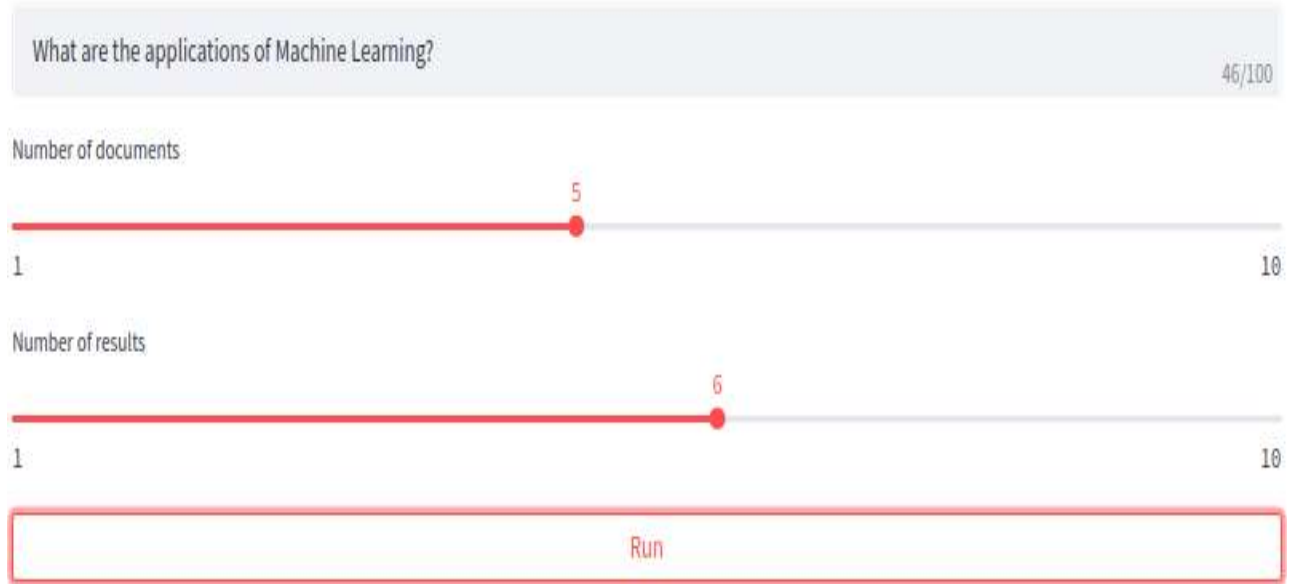 What are the applications of Machine Learning?
46/100
Number of documents
5
1 10
Number of results
6
1 10
Run